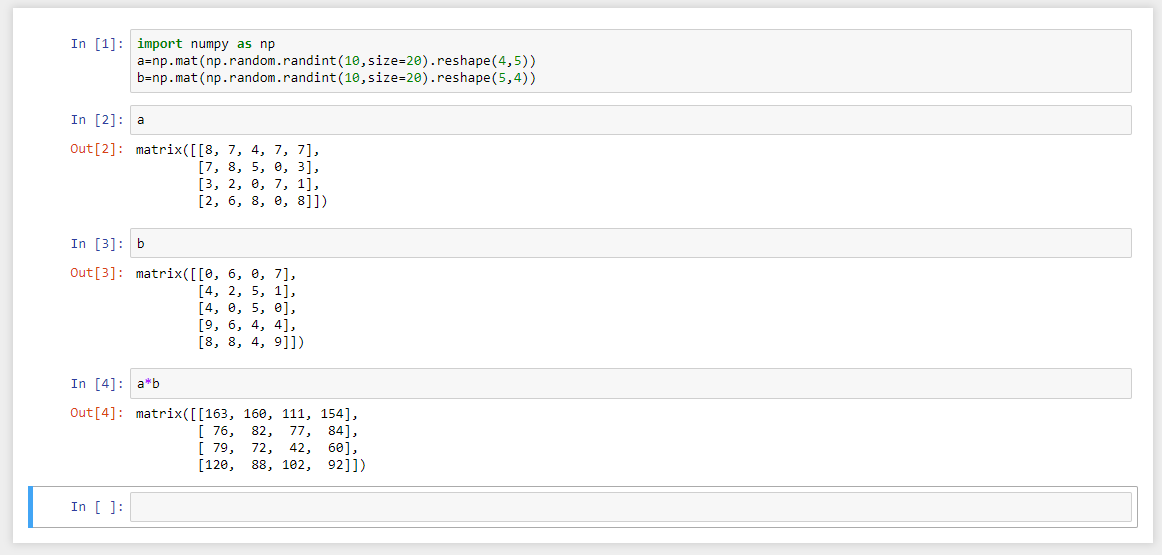 In [1]: import numpy as np
a=np.mat(np.random.randint(10,size=20).reshape(4,5))
b=np.mat(np.random.randint(10,size=20).reshape(5,4))
In [2]: a
Out[2]: matrix([[8, 7, 4, 7, 7],
[7, 8, 5, 0, 3],
[3, 2, 0, 7, 1],
[2, 6, 8, 0, 8]])
In [3]: b
Out[3]: matrix([[0, 6, 0, 7],
[4, 2, 5, 1],
[4, 0, 5, 0],
[9, 6, 4, 4],
[8, 8, 4, 9]])
In [4]: a*b
Out[4]: matrix([[163, 160, 111, 154],
[ 76,  82,  77,  84],
[ 79,  72,  42,  60],
[120,  88, 102,  92]])
In [ ]: